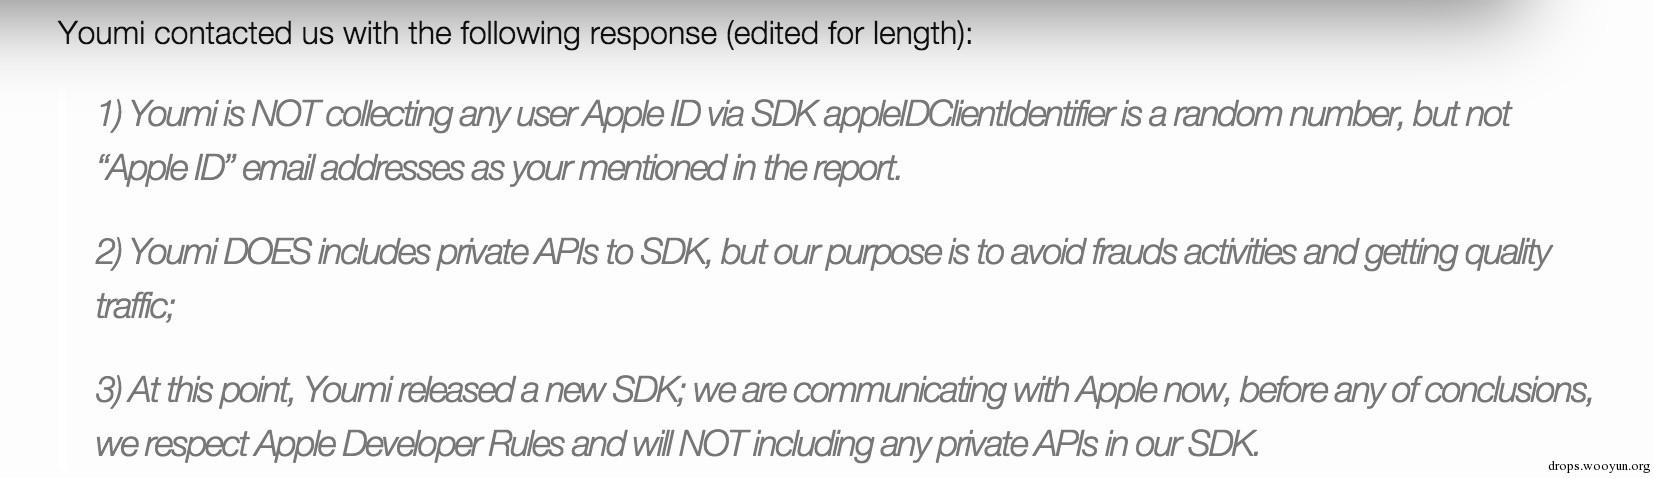 Youmi contacted us with the following response (edited for length):
1) Youmi is NOT collecting any user Apple ID via SDK appleIDClientIdentifier is a random number, but not
“Apple ID” email addresses as your mentioned in the report.
2) Youmi DOES includes private APIs to SDK, but our purpose is to avoid frauds activities and getting quality
traffic;
3) At this point, Youmi released a new SDK; we are communicating with Apple now, before any of conclusions,
we respect Apple Developer Rules and will NOT including any private APIs in our SDK.
drops.wooyun.org